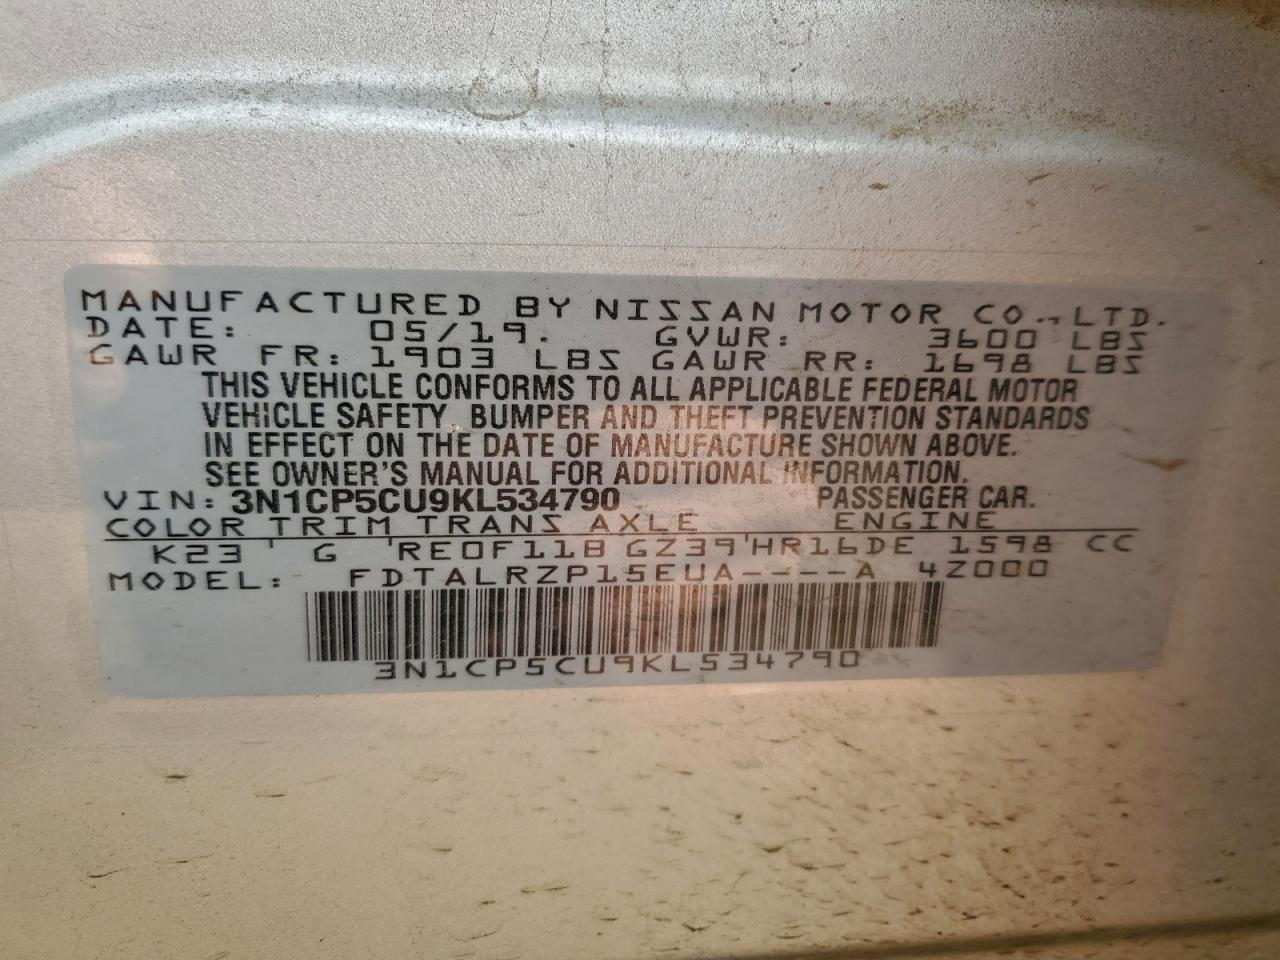 MANUFACTURED BY NISSAN MOTOR CO., LTD.
DATE: 05/19. GVWR: 3600 LBS
GAWR FR: 1903 LBS GAWR RR: 1698 LBS
THIS VEHICLE CONFORMS TO ALL APPLICABLE FEDERAL MOTOR
VEHICLE SAFETY, BUMPER AND THEFT PREVENTION STANDARDS
IN EFFECT ON THE DATE OF MANUFACTURE SHOWN ABOVE.
SEE OWNER'S MANUAL FOR ADDITIONAL INFORMATION.
VIN: 3N1CP5CU9KL534790 PASSENGER CAR.
COLOR TRIM TRANS AXLE ENGINE
K23 ' G 'RE0F11B GZ39'HR16DE 1598 CC
MODEL: FDTALRZP15EUA----A 4Z000
3N1CP5CU9KL534790